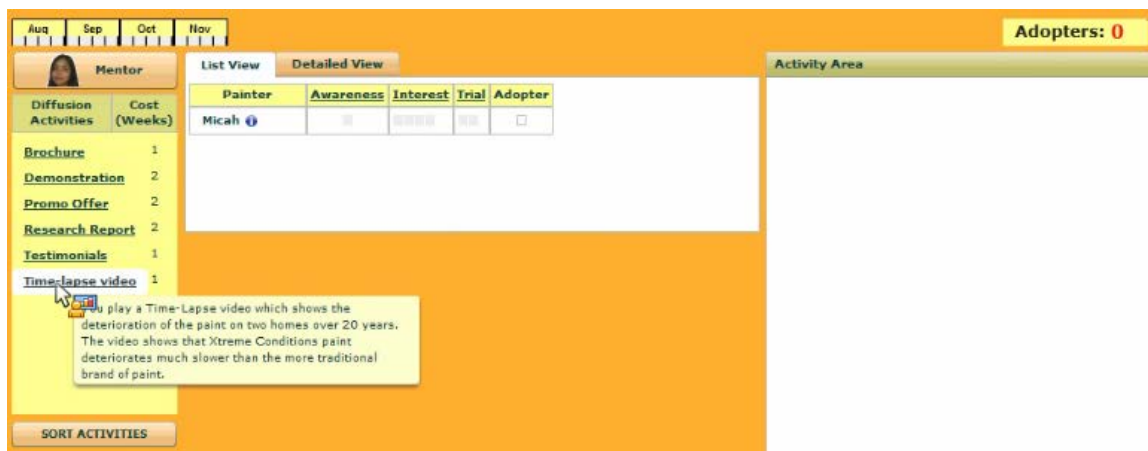 Aug Sep Oct Nov
Adopters: 0
Mentor
List View Detailed View
Activity Area
Diffusion Activities Cost (Weeks)
Painter Awareness Interest Trial Adopter
Micah
Brochure 1
Demonstration 2
Promo Offer 2
Research Report 2
Testimonials 1
Time-lapse video 1
play a Time-Lapse video which shows the
deterioration of the paint on two homes over 20 years.
The video shows that Xtreme Conditions paint
deteriorates much slower than the more traditional
brand of paint.
SORT ACTIVITIES